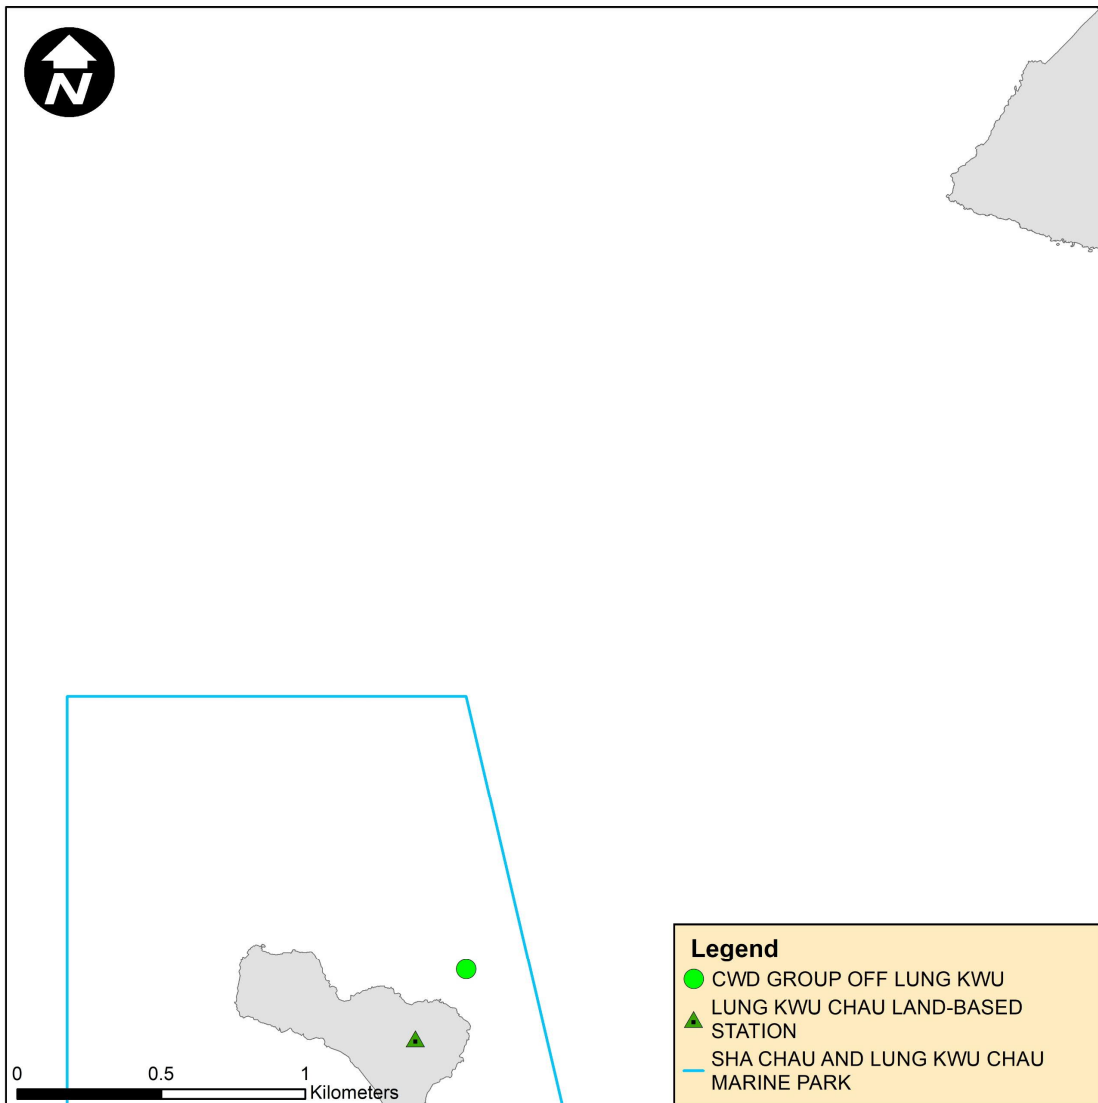 N
Legend
CWD GROUP OFF LUNG KWU
LUNG KWU CHAU LAND-BASED
STATION
SHA CHAU AND LUNG KWU CHAU
MARINE PARK
0 0.5 1
Kilometers